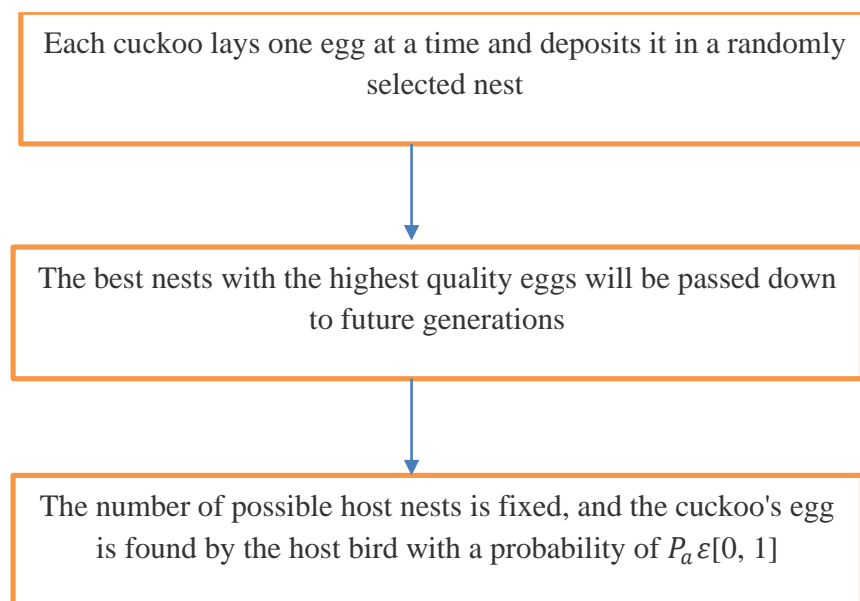 Each cuckoo lays one egg at a time and deposits it in a randomly
selected nest
The best nests with the highest quality eggs will be passed down
to future generations
The number of possible host nests is fixed, and the cuckoo's egg
is found by the host bird with a probability of 𝑃𝑎 𝜀[0, 1]